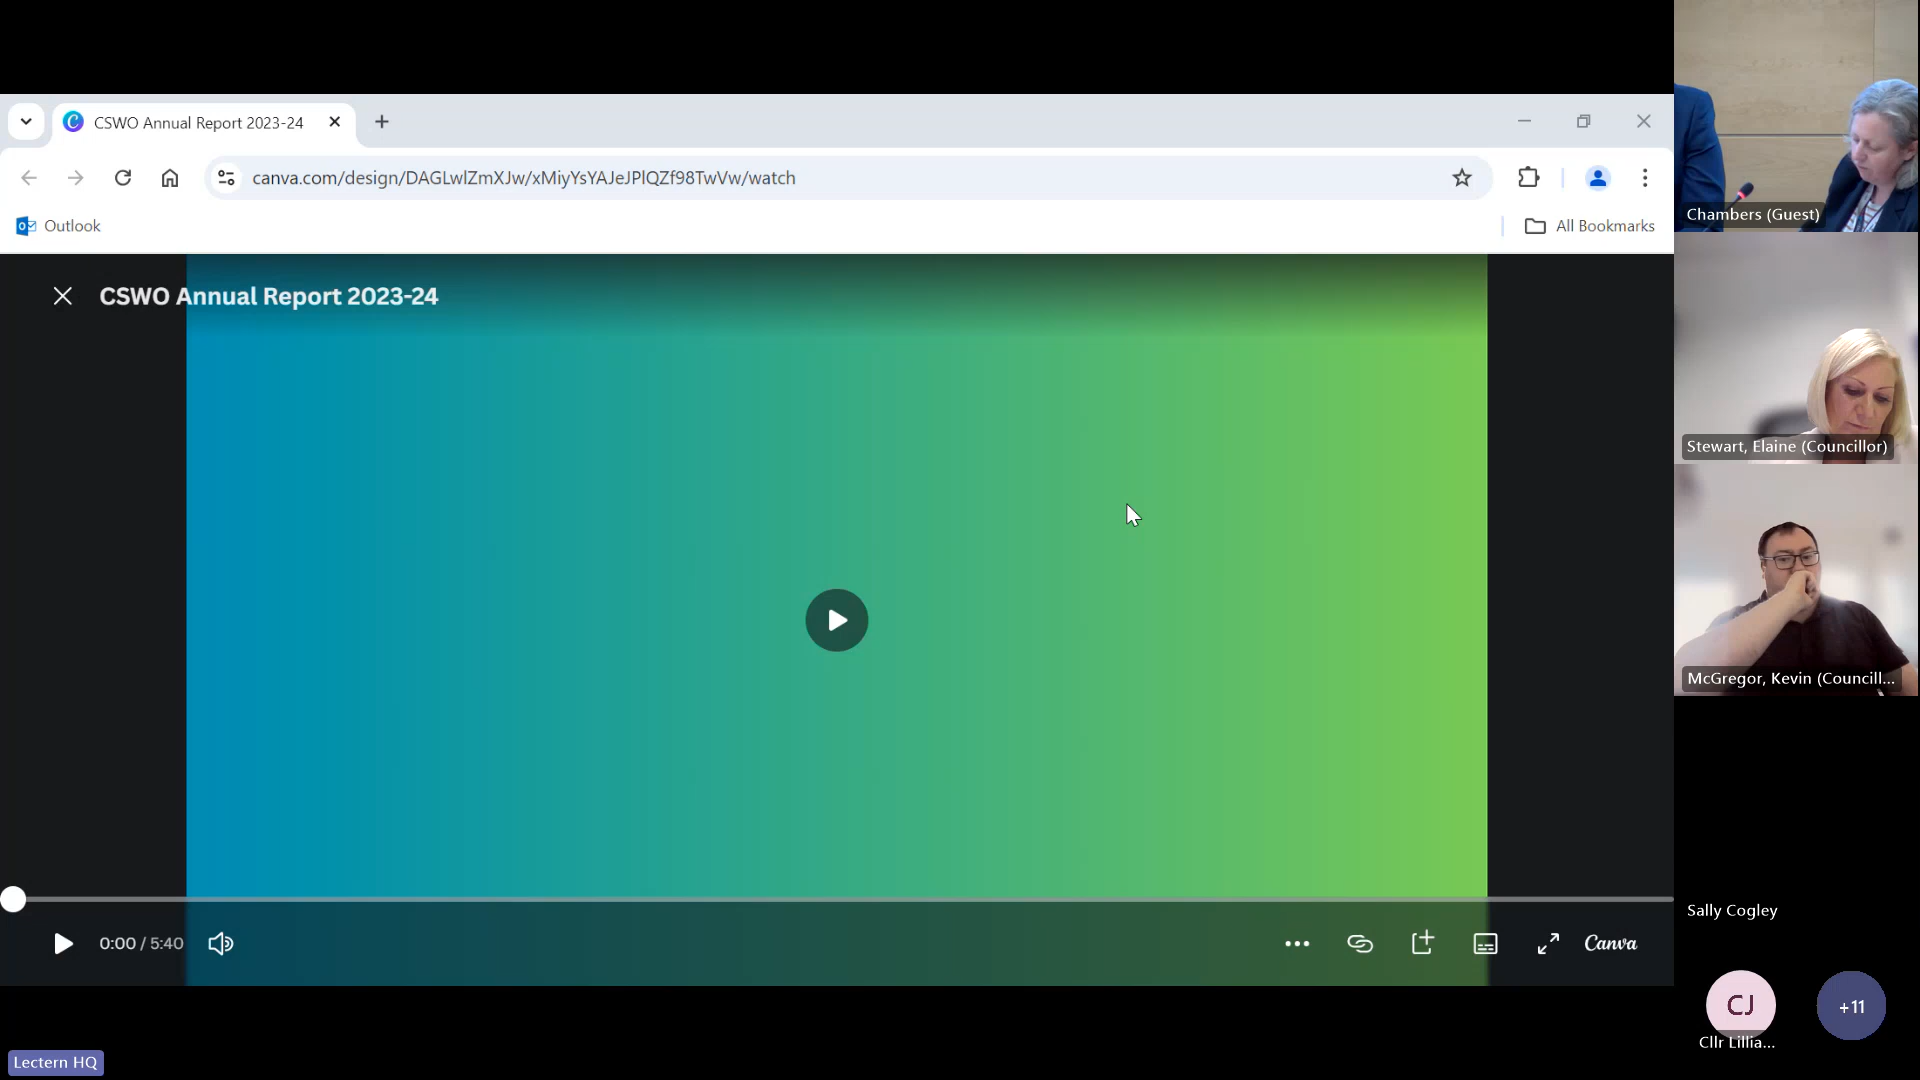 CSWO Annual Report 2023-24
canva.com/design/DAGLwlZmXJw/xMiyYsYAJeJPlQZf98TwVw/watch
Outlook
All Bookmarks
CSWO Annual Report 2023-24
0:00 / 5:40
Canva
Lectern HQ
Chambers (Guest)
Stewart, Elaine (Councillor)
McGregor, Kevin (Councill...
Sally Cogley
CJ
+11
Cllr Lillia...